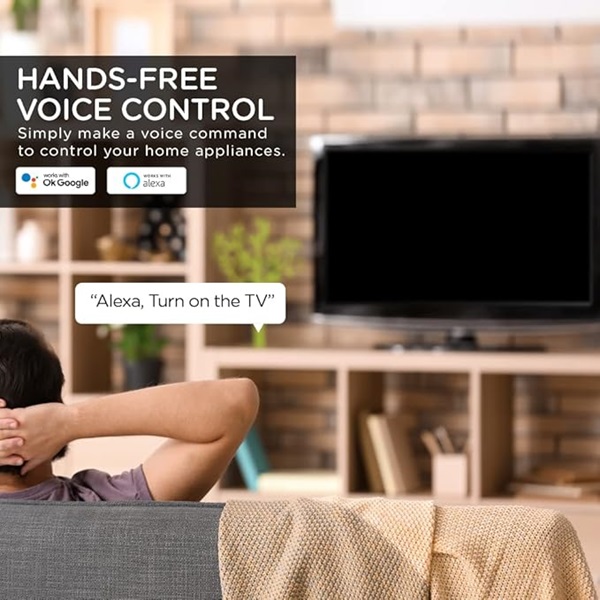 HANDS-FREE
VOICE CONTROL
Simply make a voice command
to control your home appliances.
works with
Ok Google
WORKS WITH
alexa
“Alexa, Turn on the TV”